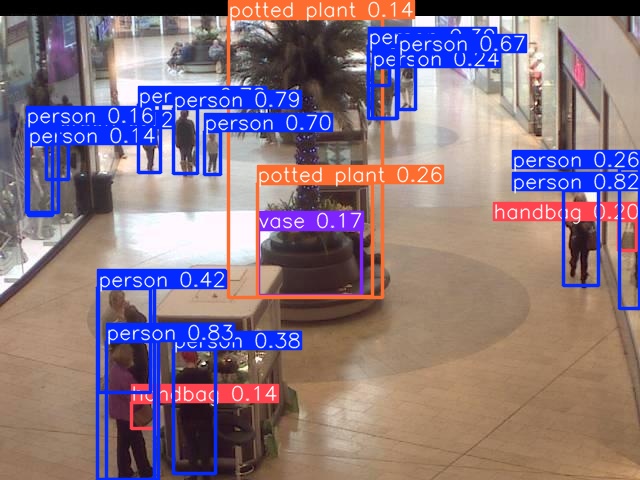 potted plant 0.14
person 0.67
person 0.24
person 0.79
person 0.70
person 0.16
person 0.14
person 0.26
person 0.82
potted plant 0.26
handbag 0.20
vase 0.17
person 0.42
person 0.83
person 0.38
handbag 0.14